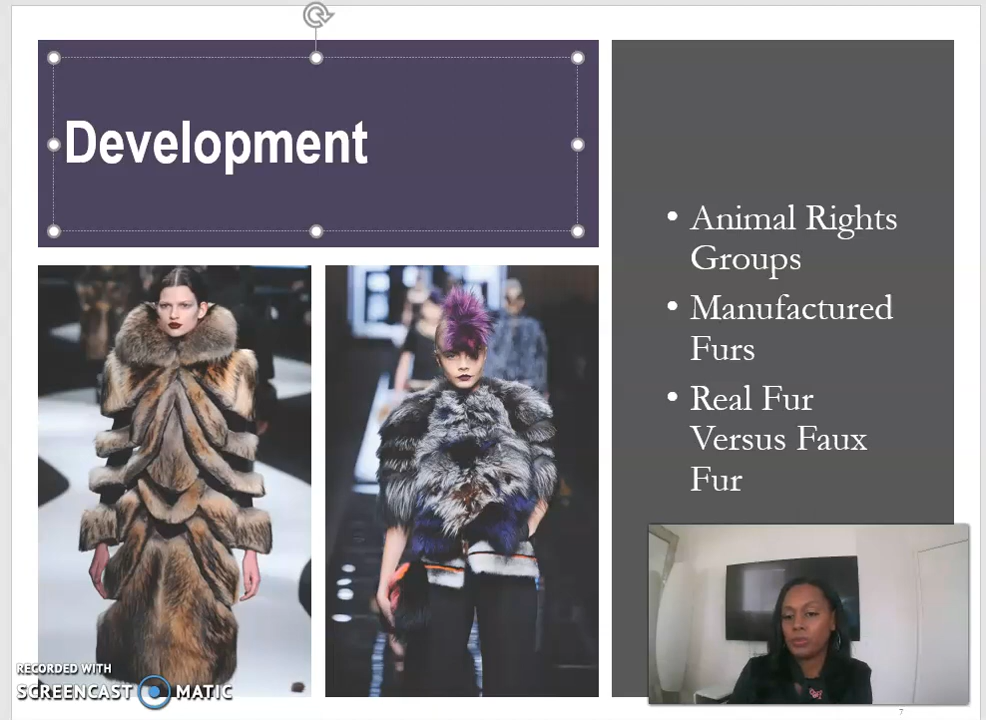 Development
• Animal Rights
Groups
• Manufactured
Furs
• Real Fur
Versus Faux
Fur
RECORDED WITH
SCREENCAST MATIC
7